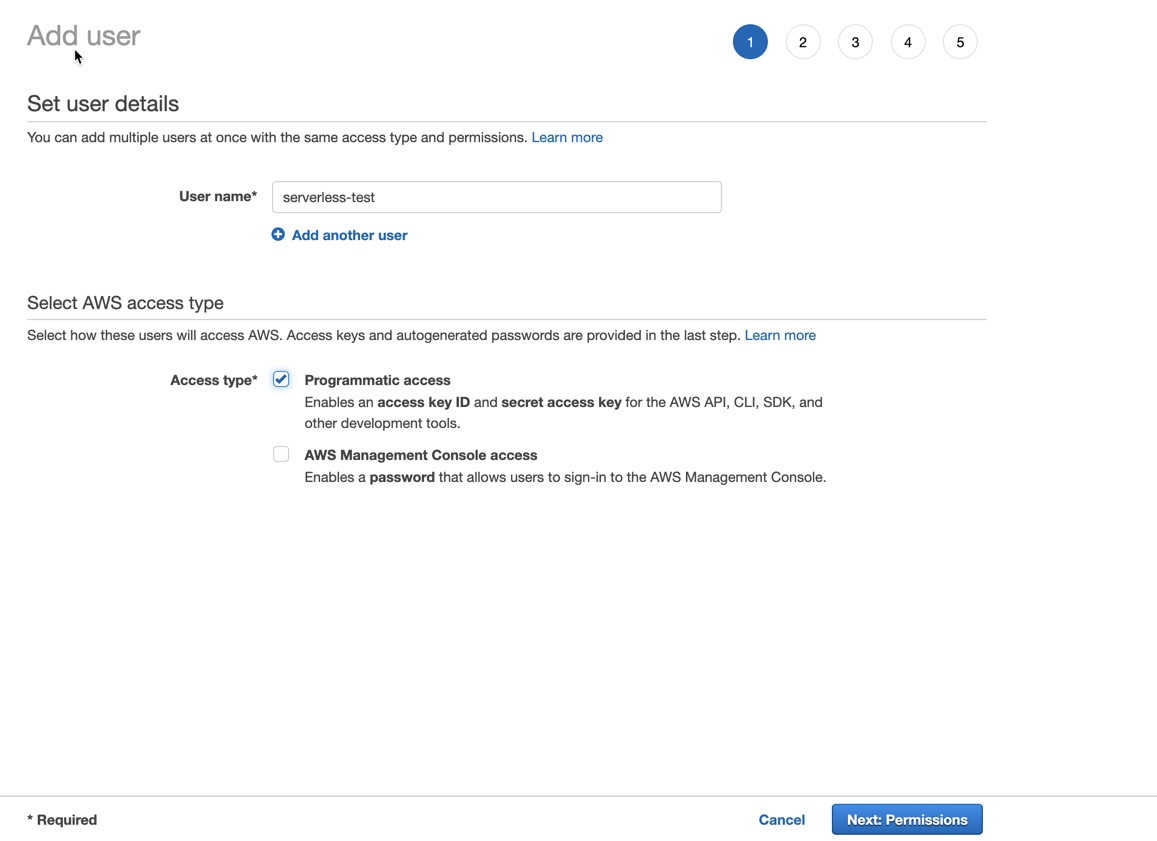 Add user
1 2 3 4 5
Set user details
You can add multiple users at once with the same access type and permissions. Learn more
User name* serverless-test
Add another user
Select AWS access type
Select how these users will access AWS. Access keys and autogenerated passwords are provided in the last step. Learn more
Access type* Programmatic access
Enables an access key ID and secret access key for the AWS API, CLI, SDK, and
other development tools.
AWS Management Console access
Enables a password that allows users to sign-in to the AWS Management Console.
* Required Cancel Next: Permissions